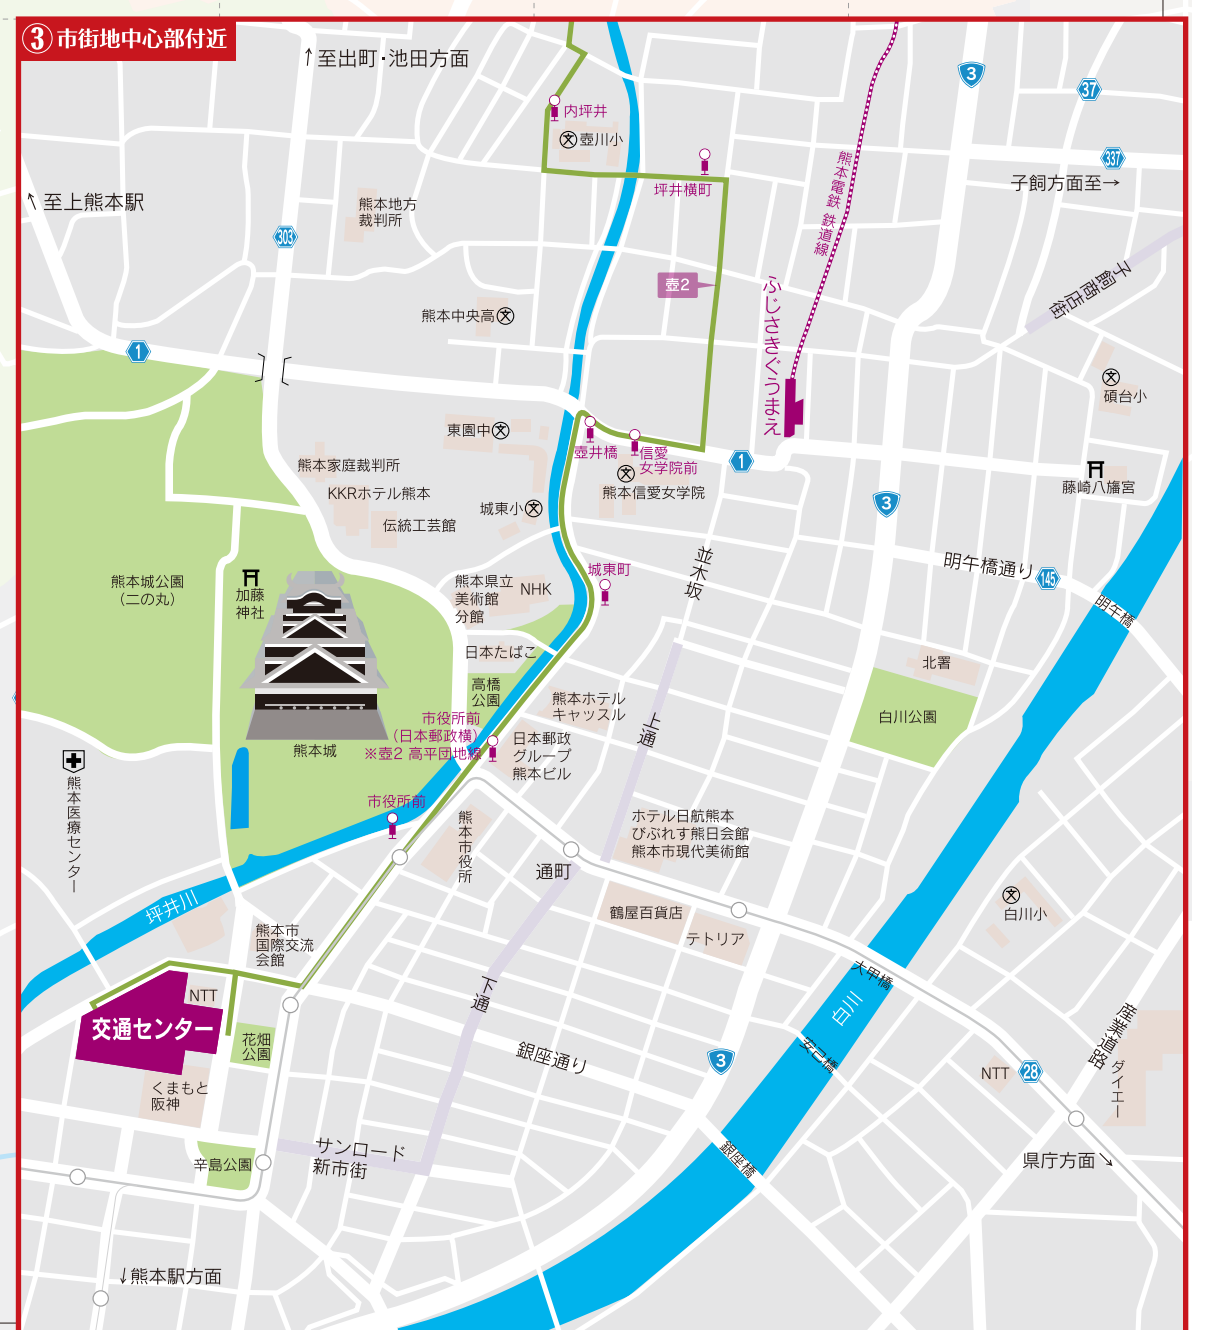 ③市街地中心部付近
↑至出町・池田方面
3
37
内坪井
壺川小
337
坪井横町
子飼方面至→
↖至上熊本駅
熊本電鉄 鉄道線
熊本地方
裁判所
303
子飼商店街
壺2
ふじさきぐうまえ
熊本中央高
1
碩台小
東園中
壺井橋
信愛
女学院前
1
熊本家庭裁判所
藤崎八旛宮
KKRホテル熊本
熊本信愛女学院
城東小
3
伝統工芸館
並木坂
明午橋通り
145
熊本城公園
(二の丸)
加藤
神社
熊本県立
美術館
分館
NHK
城東町
明午橋
日本たばこ
北署
高橋
公園
熊本ホテル
キャッスル
白川公園
市役所前
(日本郵政横)
※壺2 高平団地線
上通
熊本城
日本郵政
グループ
熊本ビル
熊本医療センター
市役所前
熊本市役所
ホテル日航熊本
びぷれす熊日会館
熊本市現代美術館
通町
坪井川
鶴屋百貨店
白川小
熊本市
国際交流
会館
テトリア
大甲橋
NTT
下通
白川
交通センター
産業道路
花畑
公園
銀座通り
安己橋
3
NTT
28
ダイエー
くまもと
阪神
サンロード
新市街
銀座橋
辛島公園
県庁方面↘
↓熊本駅方面